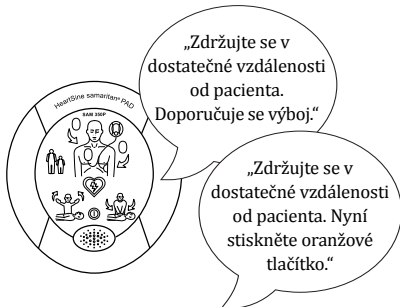 „Zdržujte se v
dostatečné vzdálenosti
od pacienta.
Doporučuje se výboj.“
HeartSine samaritan® PAD
SAM 350P
„Zdržujte se v
dostatečné vzdálenosti
od pacienta. Nyní
stiskněte oranžové
tlačítko.“